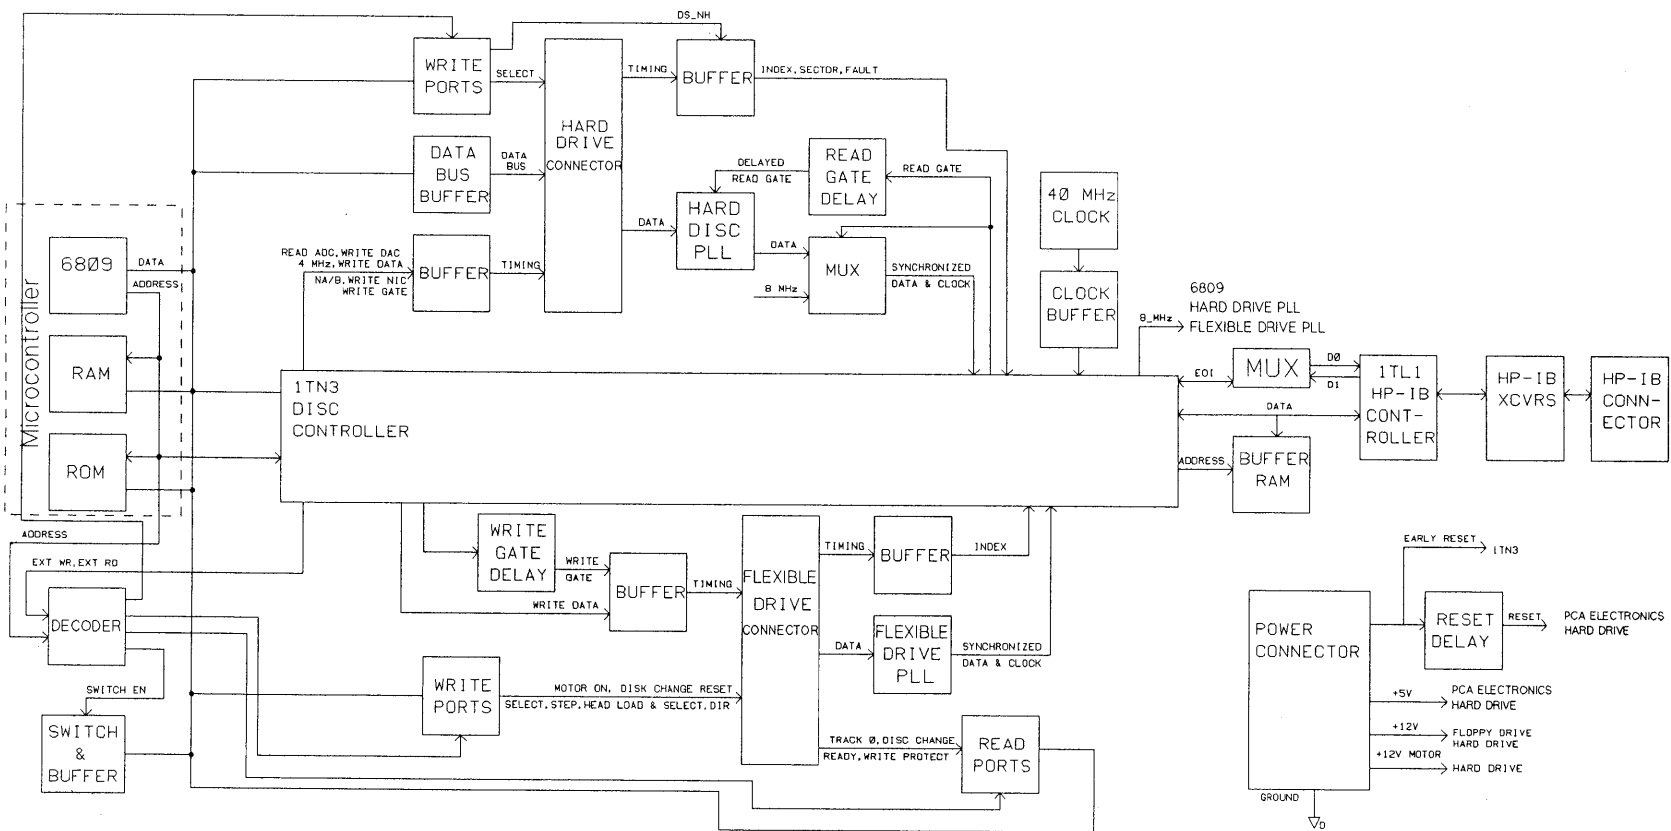 DS_NH
WRITE
PORTS
SELECT
HARD
DRIVE
CONNECTOR
TIMING
BUFFER
INDEX,SECTOR,FAULT
DATA
BUS
BUFFER
DATA
BUS
DELAYED
READ GATE
READ
GATE
DELAY
READ GATE
40 MHz
CLOCK
HARD
DISC
PLL
DATA
DATA
MUX
8 MHz
SYNCHRONIZED
DATA & CLOCK
CLOCK
BUFFER
Microcontroller
6809
DATA
ADDRESS
RAM
ROM
READ ADC,WRITE DAC
4 MHz,WRITE DATA
NA/B,WRITE NIC
WRITE GATE
BUFFER
TIMING
8_MHz
6809
HARD DRIVE PLL
FLEXIBLE DRIVE PLL
1TN3
DISC
CONTROLLER
EOI
MUX
D0
D1
1TL1
HP-IB
CONT-
ROLLER
HP-IB
XCVRS
HP-IB
CONN-
ECTOR
DATA
ADDRESS
BUFFER
RAM
ADDRESS
EXT WR,EXT RD
DECODER
SWITCH EN
SWITCH
&
BUFFER
WRITE
GATE
DELAY
WRITE
GATE
WRITE DATA
BUFFER
TIMING
FLEXIBLE
DRIVE
CONNECTOR
TIMING
BUFFER
INDEX
DATA
FLEXIBLE
DRIVE
PLL
SYNCHRONIZED
DATA & CLOCK
WRITE
PORTS
MOTOR ON, DISK CHANGE RESET
SELECT,STEP,HEAD LOAD & SELECT,DIR
TRACK 0,DISC CHANGE
READY,WRITE PROTECT
READ
PORTS
EARLY RESET
1TN3
POWER
CONNECTOR
RESET
DELAY
RESET
PCA ELECTRONICS
HARD DRIVE
+5V
PCA ELECTRONICS
HARD DRIVE
+12V
FLOPPY DRIVE
HARD DRIVE
+12V MOTOR
HARD DRIVE
GROUND
D